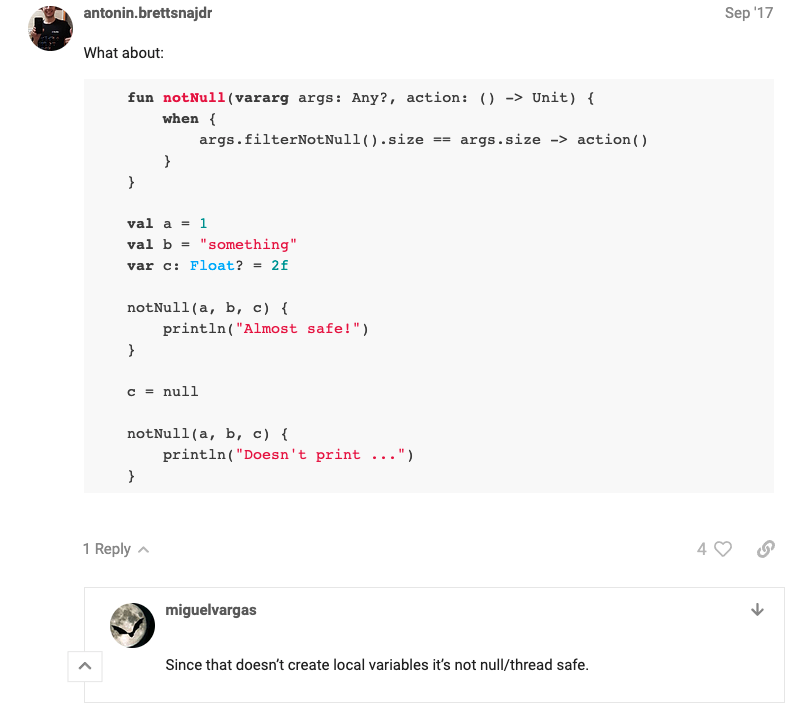 antonin.brettsnajdr
Sep '17
What about:
fun notNull(vararg args: Any?, action: () -> Unit) {
    when {
        args.filterNotNull().size == args.size -> action()
    }
}

val a = 1
val b = "something"
var c: Float? = 2f

notNull(a, b, c) {
    println("Almost safe!")
}

c = null

notNull(a, b, c) {
    println("Doesn't print ...")
}
1 Reply
4
miguelvargas
Since that doesn’t create local variables it’s not null/thread safe.